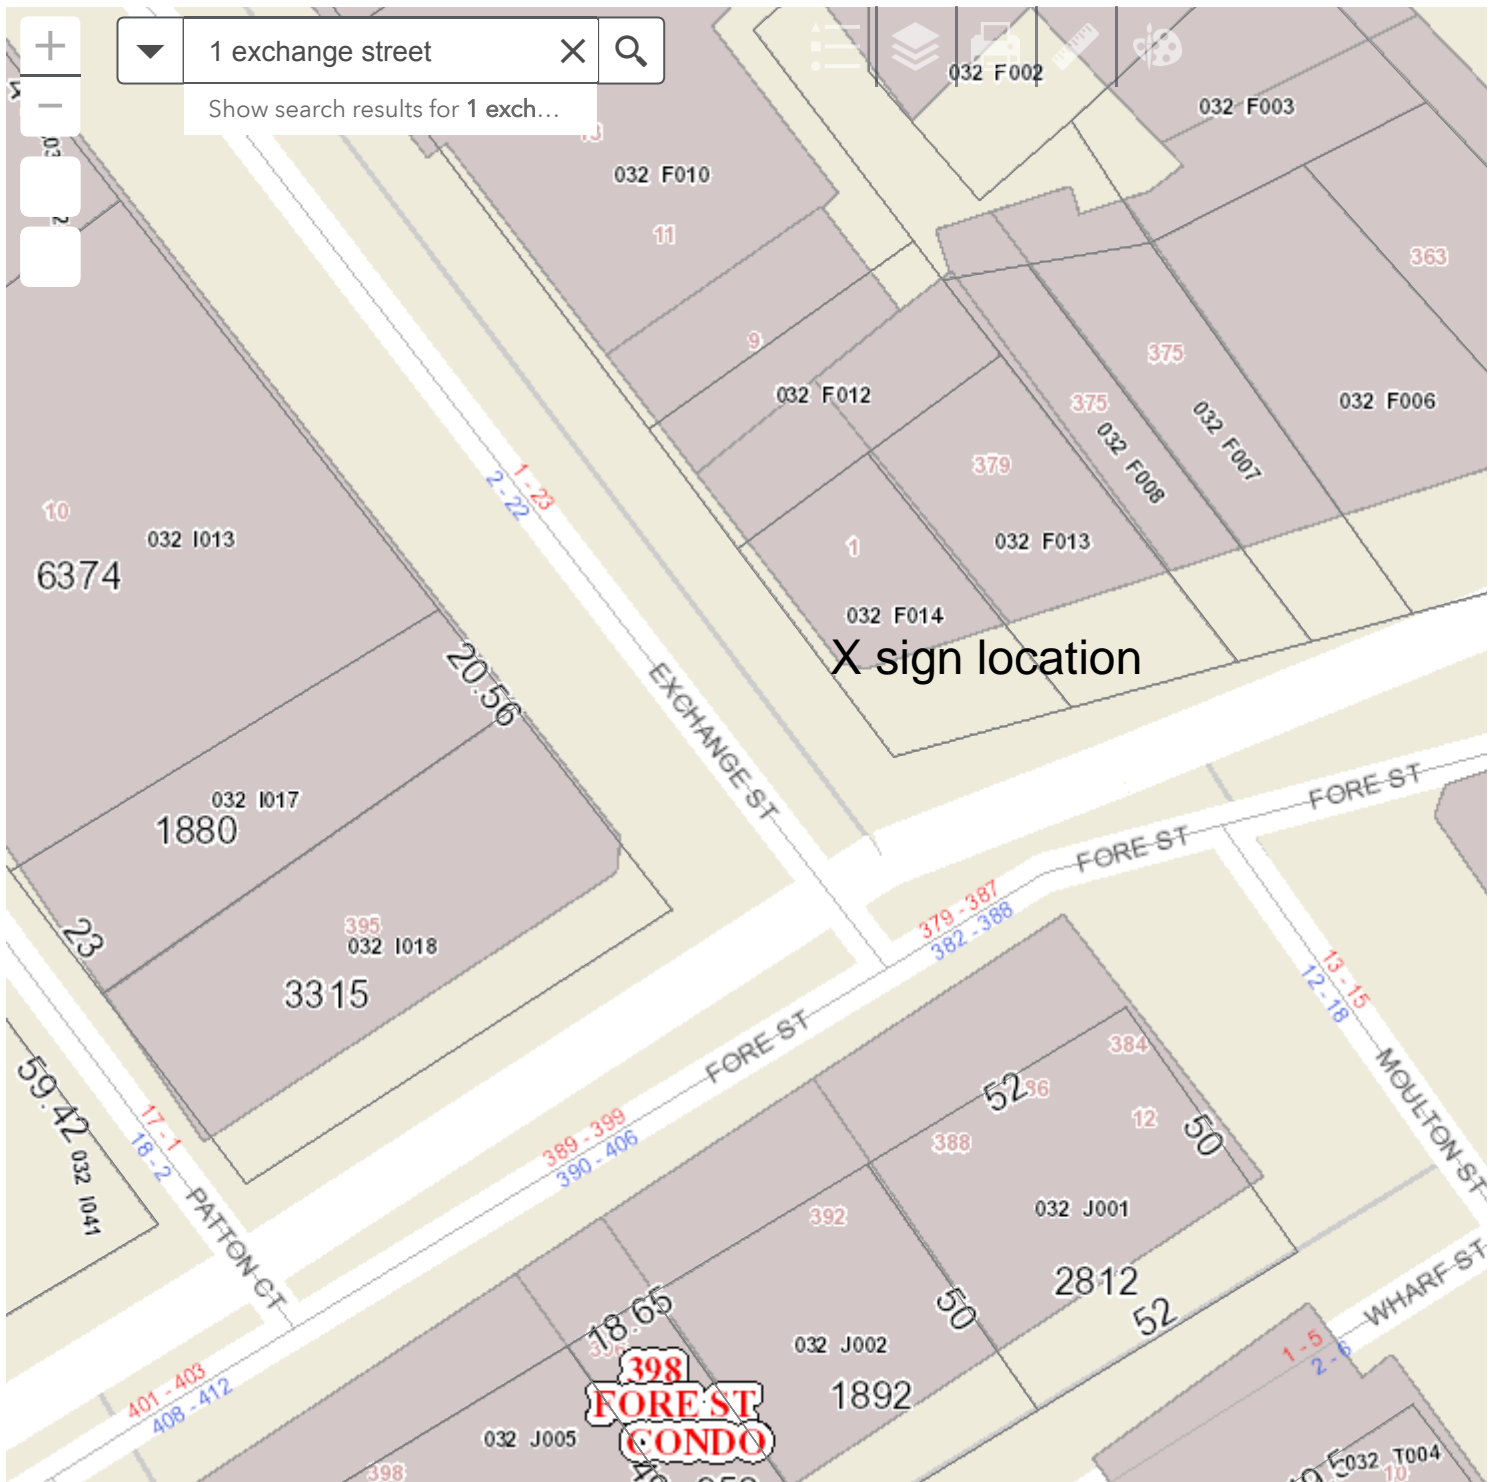 1 exchange street
Show search results for 1 exch...
032 F002
032 F003
13
032 F010
11
363
9
375
032 F012
375
032 F006
032 F007
032 F008
379
1 - 23
2 - 22
10
032 I013
6374
1
032 F013
032 F014
X sign location
20.56
EXCHANGE ST
032 I017
1880
FORE ST
FORE ST
379 - 387
382 - 388
23
395
032 I018
3315
13 - 15
12 - 18
FORE ST
384
52
12
50
388
MOULTON ST
59.42
17 - 1
18 - 2
389 - 399
390 - 406
032 I041
PATTON CT
392
032 J001
2812
52
WHARF ST
50
18.65
032 J002
1 - 5
2 - 6
398
FORE ST
CONDO
1892
401 - 403
408 - 412
032 J005
398
032 T004
10